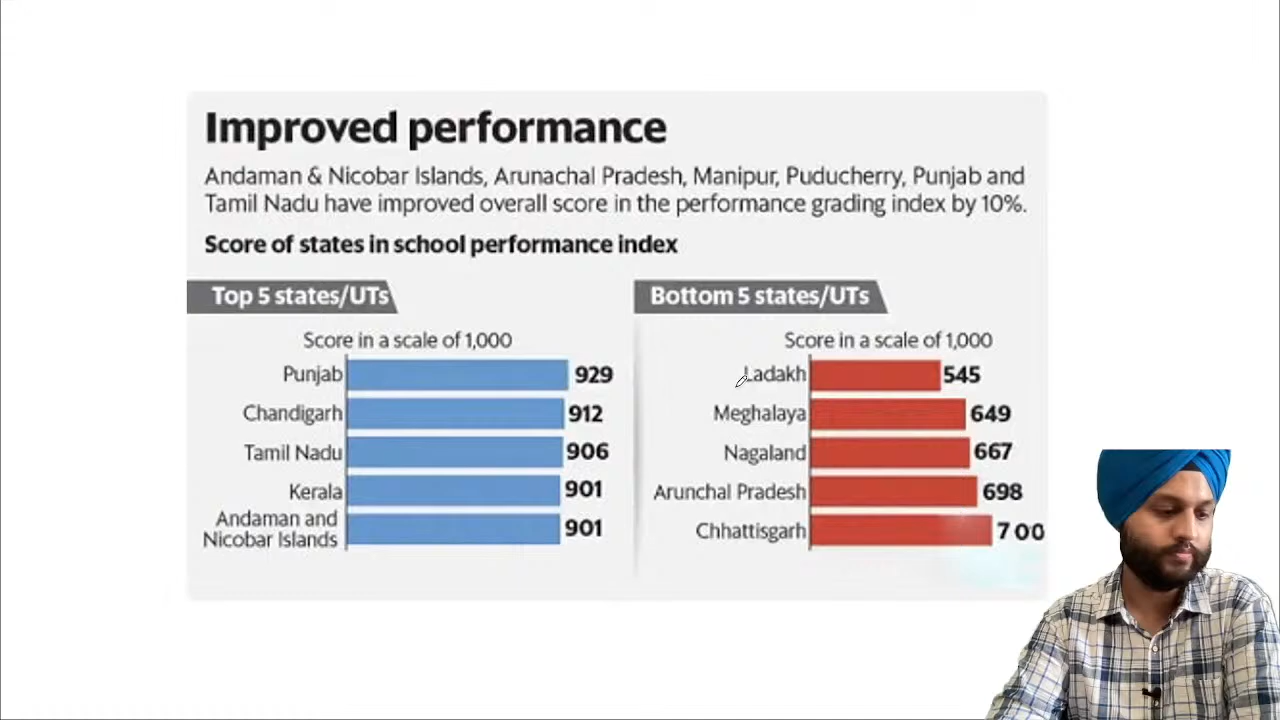 Improved performance
Andaman & Nicobar Islands, Arunachal Pradesh, Manipur, Puducherry, Punjab and
Tamil Nadu have improved overall score in the performance grading index by 10%.
Score of states in school performance index
Top 5 states/UTs
Score in a scale of 1,000
Punjab 929
Chandigarh 912
Tamil Nadu 906
Kerala 901
Andaman and
Nicobar Islands 901
Bottom 5 states/UTs
Score in a scale of 1,000
Ladakh 545
Meghalaya 649
Nagaland 667
Arunchal Pradesh 698
Chhattisgarh 700